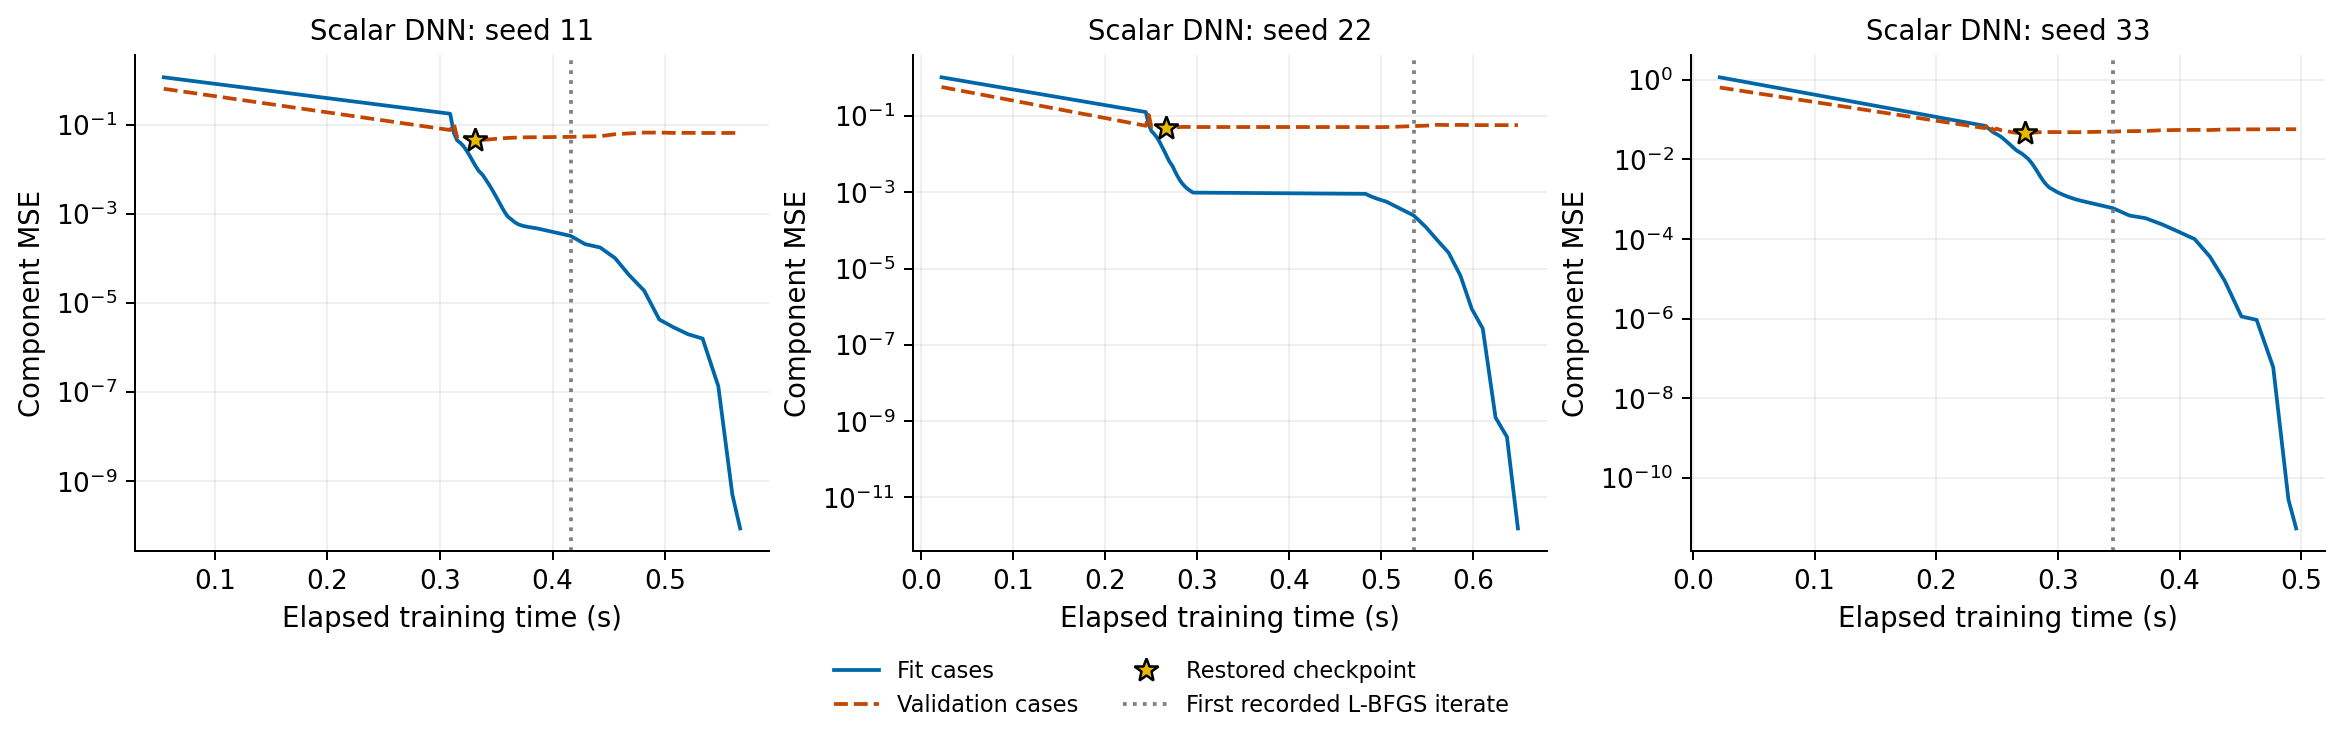 Scalar DNN: seed 11
Component MSE
10⁻¹
10⁻³
10⁻⁵
10⁻⁷
10⁻⁹
0.1 0.2 0.3 0.4 0.5
Elapsed training time (s)
Scalar DNN: seed 22
Component MSE
10⁻¹
10⁻³
10⁻⁵
10⁻⁷
10⁻⁹
10⁻¹¹
0.0 0.1 0.2 0.3 0.4 0.5 0.6
Elapsed training time (s)
Scalar DNN: seed 33
Component MSE
10⁰
10⁻²
10⁻⁴
10⁻⁶
10⁻⁸
10⁻¹⁰
0.0 0.1 0.2 0.3 0.4 0.5
Elapsed training time (s)
Fit cases
Validation cases
Restored checkpoint
First recorded L-BFGS iterate